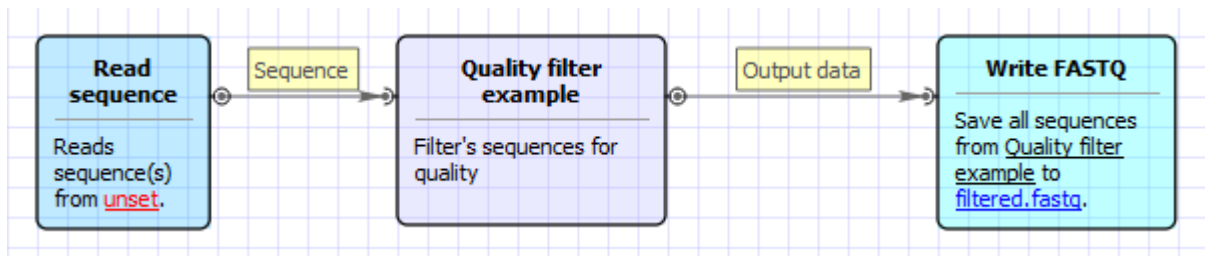 Read
sequence
Reads
sequence(s)
from unset.
Sequence
Quality filter
example
Filter's sequences for
quality
Output data
Write FASTQ
Save all sequences
from Quality filter
example to
filtered.fastq.